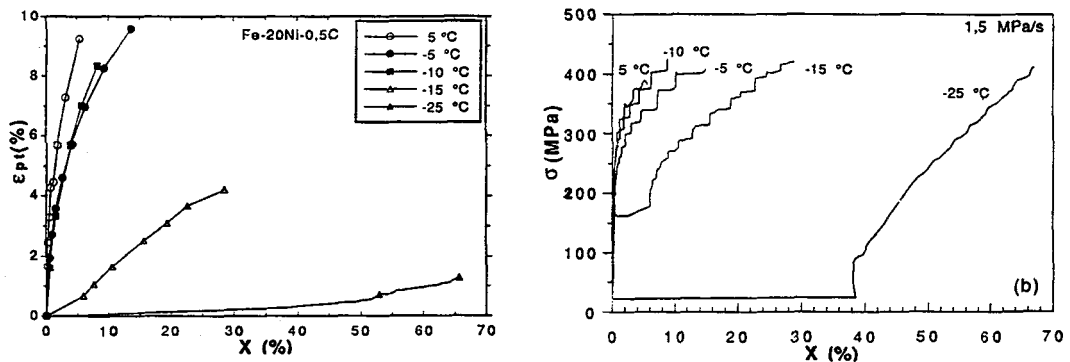 10
8
6
4
2
0
εpt(%)
Fe-20Ni-0,5C
5 °C
-5 °C
-10 °C
-15 °C
-25 °C
0 10 20 30 40 50 60 70
X (%)
500
400
300
200
100
0
σ (MPa)
1,5 MPa/s
-10 °C
5 °C
-5 °C
-15 °C
-25 °C
(b)
0 10 20 30 40 50 60 70
X (%)